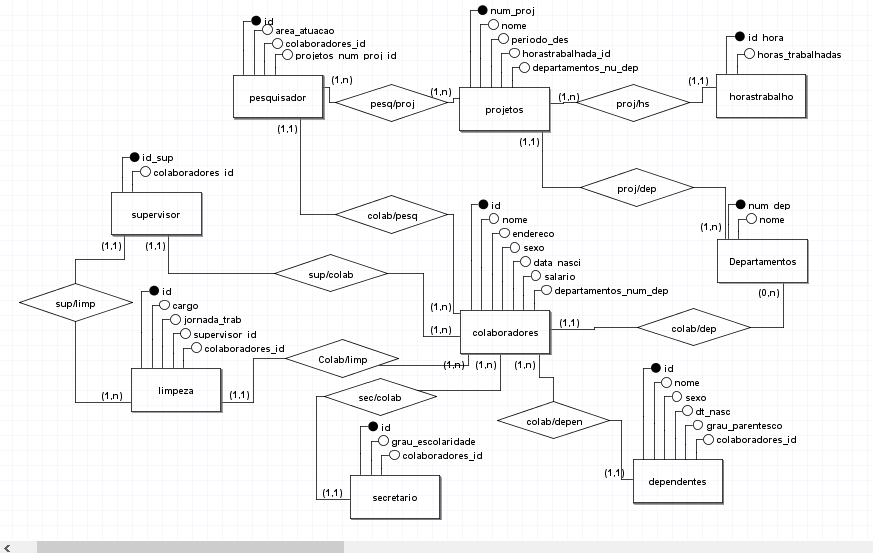 id
area_atuacao
colaboradores_id
projetos_num_proj_id
pesquisador
(1,n)
(1,1)
pesq/proj
(1,n)
num_proj
nome
periodo_des
horastrabalhada_id
departamentos_nu_dep
projetos
(1,n)
(1,1)
proj/hs
(1,1)
id_hora
horas_trabalhadas
horastrabalho
id_sup
colaboradores_id
supervisor
(1,1)
(1,1)
colab/pesq
proj/dep
(1,n)
num_dep
nome
Departamentos
(0,n)
sup/colab
sup/limp
id
nome
endereco
sexo
data_nasci
salario
departamentos_num_dep
colaboradores
(1,n)
(1,n)
(1,1)
(1,n)
(1,n)
(1,n)
colab/dep
id
cargo
jornada_trab
supervisor_id
colaboradores_id
limpeza
(1,n)
(1,1)
Colab/limp
sec/colab
colab/depen
id
grau_escolaridade
colaboradores_id
secretario
(1,1)
id
nome
sexo
dt_nasc
grau_parentesco
colaboradores_id
dependentes
(1,1)